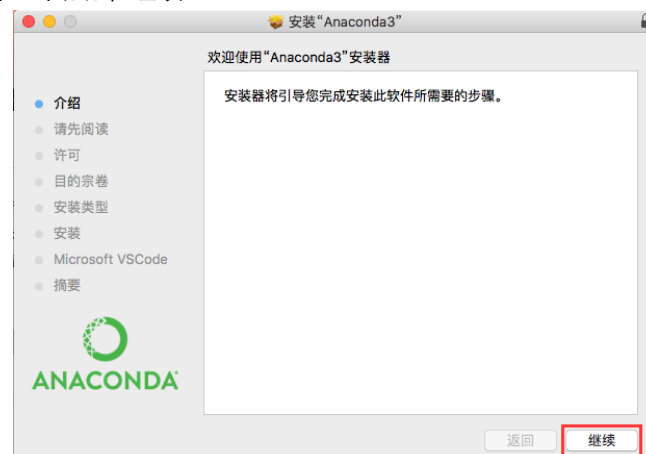 安装“Anaconda3”
欢迎使用“Anaconda3”安装器
安装器将引导您完成安装此软件所需要的步骤。
介绍
请先阅读
许可
目的宗卷
安装类型
安装
Microsoft VSCode
摘要
ANACONDA
返回
继续